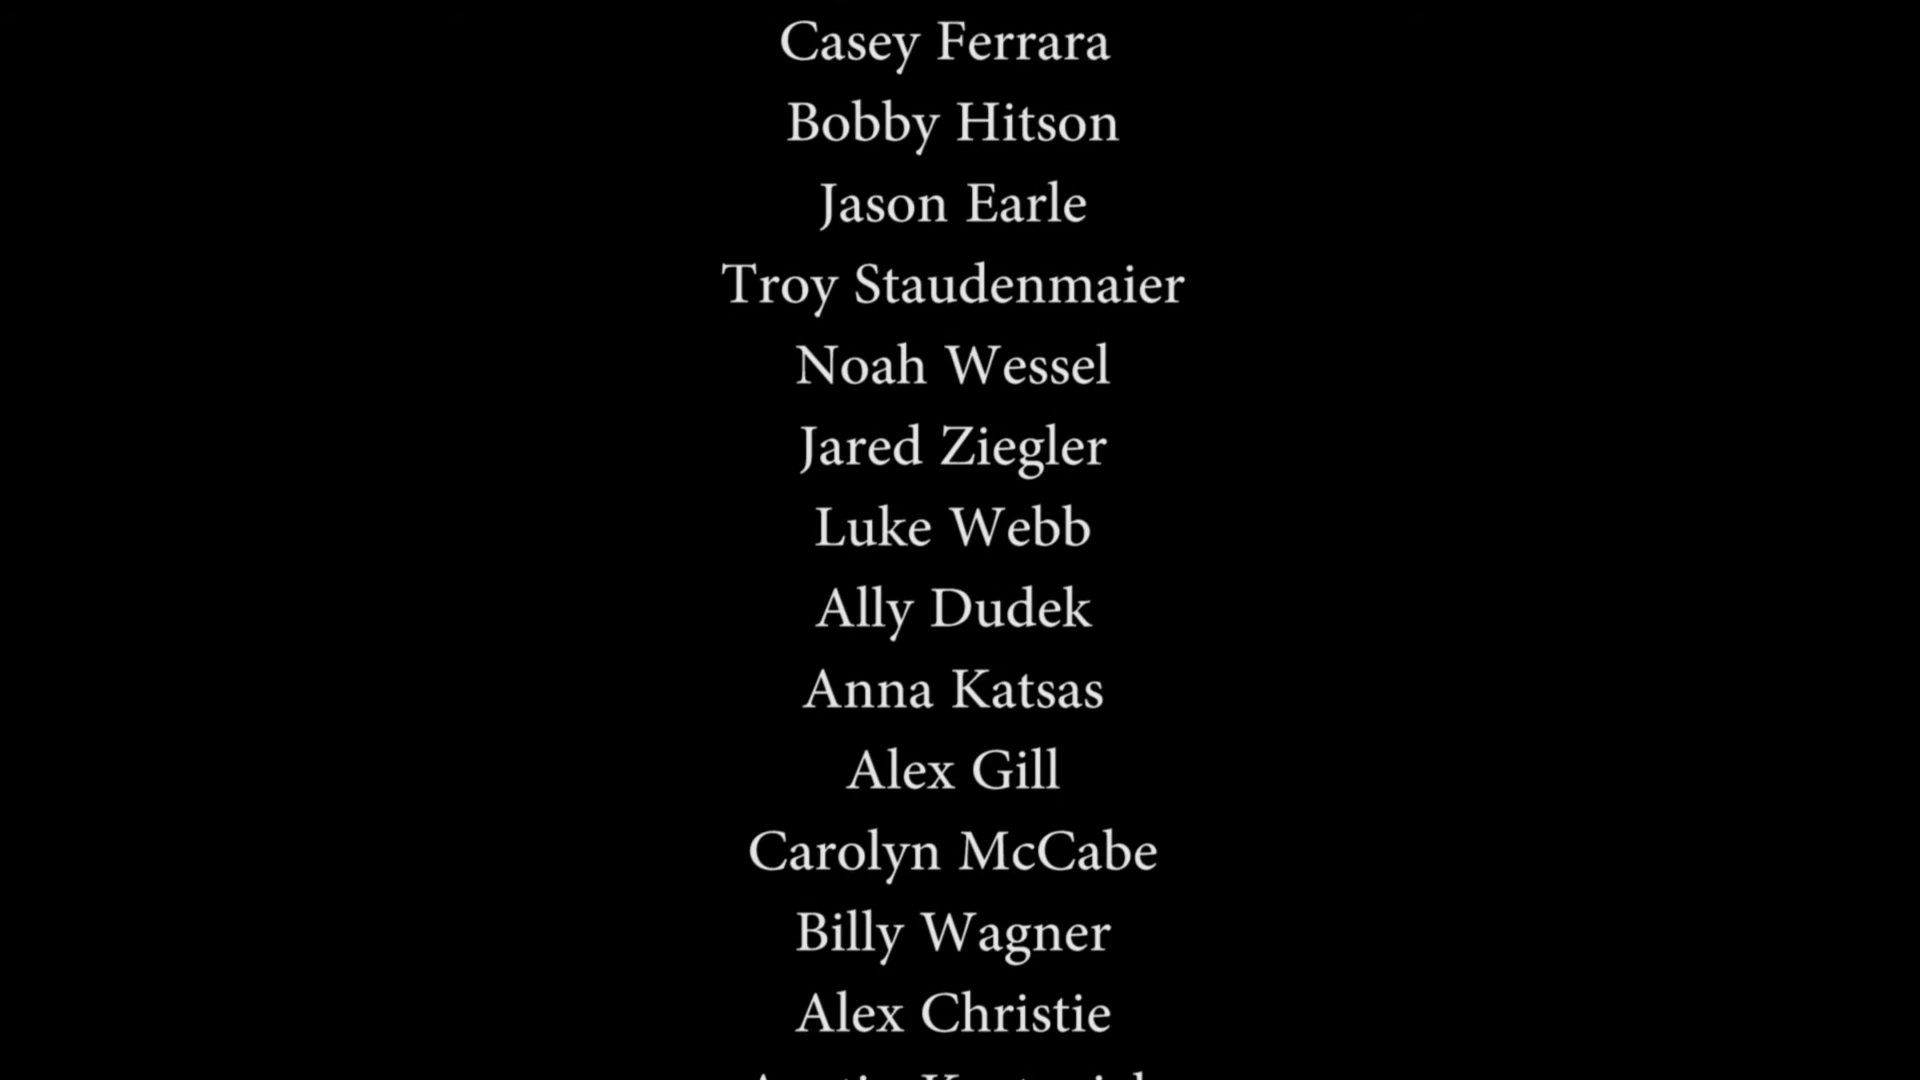 Casey Ferrara
Bobby Hitson
Jason Earle
Troy Staudenmaier
Noah Wessel
Jared Ziegler
Luke Webb
Ally Dudek
Anna Katsas
Alex Gill
Carolyn McCabe
Billy Wagner
Alex Christie